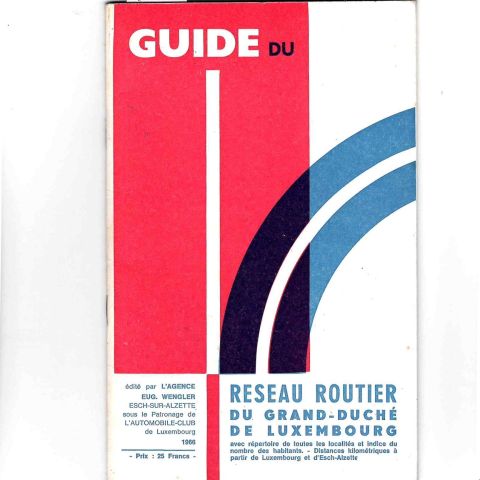 GUIDE DU
édité par L'AGENCE
EUG. WENGLER
ESCH-SUR-ALZETTE
sous le Patronage de
L'AUTOMOBILE-CLUB
de Luxembourg
1966
- Prix : 25 Francs -
RESEAU ROUTIER
DU GRAND-DUCHÉ
DE LUXEMBOURG
avec répertoire de toutes les localités et indice du
nombre des habitants. - Distances kilométriques à
partir de Luxembourg et d'Esch-Alzette